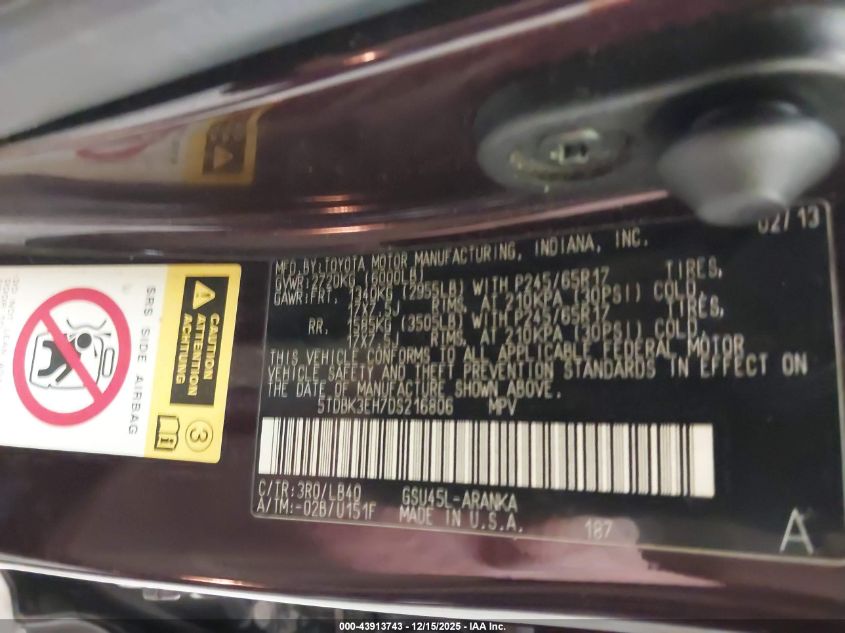 02/13
MFD.BY:TOYOTA MOTOR MANUFACTURING, INDIANA, INC.
GVWR:2720KG (6000LB)
GAWR:FRT. 1340KG (2955LB) WITH P245/65R17 TIRES,
17X7.5J RIMS, AT 210KPA (30PSI) COLD,
RR. 1585KG (3505LB) WITH P245/65R17 TIRES,
17X7.5J RIMS, AT 210KPA (30PSI) COLD,
THIS VEHICLE CONFORMS TO ALL APPLICABLE FEDERAL MOTOR
VEHICLE SAFETY AND THEFT PREVENTION STANDARDS IN EFFECT ON
THE DATE OF MANUFACTURE SHOWN ABOVE.
5TDBK3EH7DS216806 MPV
C/TR:3R0/LB40 GSU45L-ARANKA
A/TM:-02B/U151F MADE IN U.S.A.
187
A
CAUTION
ATTENTION
ACHTUNG
SRS SIDE AIRBAG
3
000-43913743 - 12/15/2025 - IAA Inc.